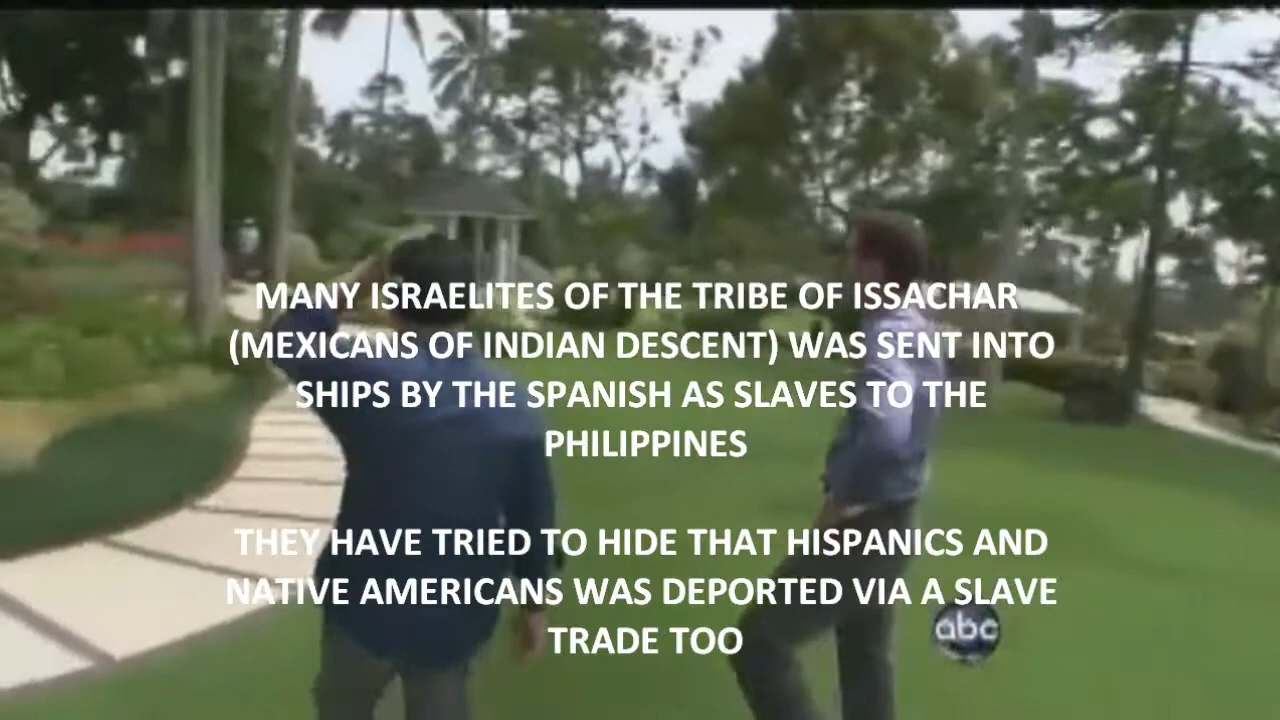 MANY ISRAELITES OF THE TRIBE OF ISSACHAR
(MEXICANS OF INDIAN DESCENT) WAS SENT INTO
SHIPS BY THE SPANISH AS SLAVES TO THE
PHILIPPINES
THEY HAVE TRIED TO HIDE THAT HISPANICS AND
NATIVE AMERICANS WAS DEPORTED VIA A SLAVE
TRADE TOO
abc